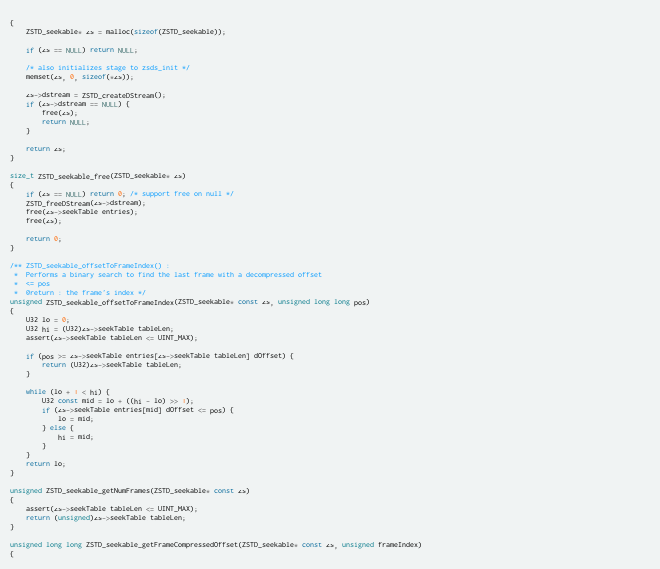 {
    ZSTD_seekable* zs = malloc(sizeof(ZSTD_seekable));
    if (zs == NULL) return NULL;
    /* also initializes stage to zsds_init */
    memset(zs, 0, sizeof(*zs));
    zs->dstream = ZSTD_createDStream();
    if (zs->dstream == NULL) {
        free(zs);
        return NULL;
    }
    return zs;
}
size_t ZSTD_seekable_free(ZSTD_seekable* zs)
{
    if (zs == NULL) return 0; /* support free on null */
    ZSTD_freeDStream(zs->dstream);
    free(zs->seekTable entries);
    free(zs);
    return 0;
}
/** ZSTD_seekable_offsetToFrameIndex() :
 *  Performs a binary search to find the last frame with a decompressed offset
 *  <= pos
 *  @return : the frame's index */
unsigned ZSTD_seekable_offsetToFrameIndex(ZSTD_seekable* const zs, unsigned long long pos)
{
    U32 lo = 0;
    U32 hi = (U32)zs->seekTable tableLen;
    assert(zs->seekTable tableLen <= UINT_MAX);
    if (pos >= zs->seekTable entries[zs->seekTable tableLen] dOffset) {
        return (U32)zs->seekTable tableLen;
    }
    while (lo + 1 < hi) {
        U32 const mid = lo + ((hi - lo) >> 1);
        if (zs->seekTable entries[mid] dOffset <= pos) {
            lo = mid;
        } else {
            hi = mid;
        }
    }
    return lo;
}
unsigned ZSTD_seekable_getNumFrames(ZSTD_seekable* const zs)
{
    assert(zs->seekTable tableLen <= UINT_MAX);
    return (unsigned)zs->seekTable tableLen;
}
unsigned long long ZSTD_seekable_getFrameCompressedOffset(ZSTD_seekable* const zs, unsigned frameIndex)
{